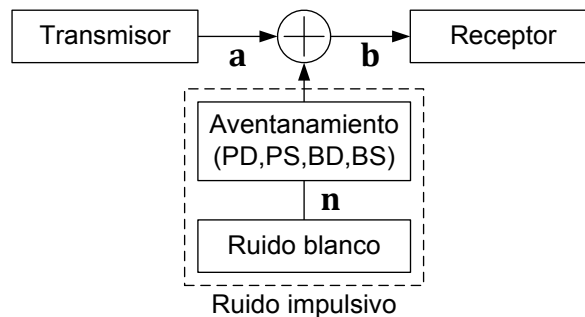 Transmisor
Receptor
a
b
Aventanamiento
(PD,PS,BD,BS)
n
Ruido blanco
Ruido impulsivo